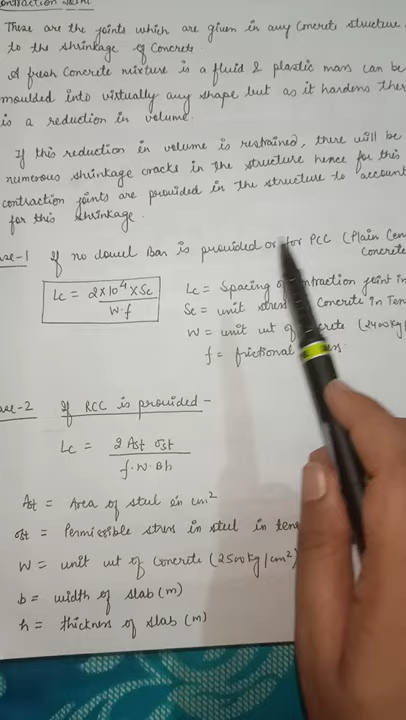 These are the joints which are given in any concrete structure
to the shrinkage of concrete.
A fresh concrete mixture is a fluid & plastic mass can be
moulded into virtually any shape but as it hardens ther
is a reduction in volume.
If this reduction in volume is restrained, there will be
numerous shrinkage cracks in the structure hence for this
contraction joints are provided in the structure to account
for this shrinkage.
se-1 If no dowel Bar is provided or for PCC (Plain Cem
Concrete
Lc = 2×10⁴×Sc / W.f
Lc = Spacing of contraction joint in
Sc = unit stress Concrete in Ten
W = unit wt of (2400kg/
f = frictional
se-2 If RCC is provided -
Lc = 2 Ast σst / f.W.Bh
Ast = Area of steel in cm²
σst = Permissible stress in steel in tens
W = unit wt of concrete (2500kg/cm²)
b = width of slab (m)
h = thickness of slab (m)